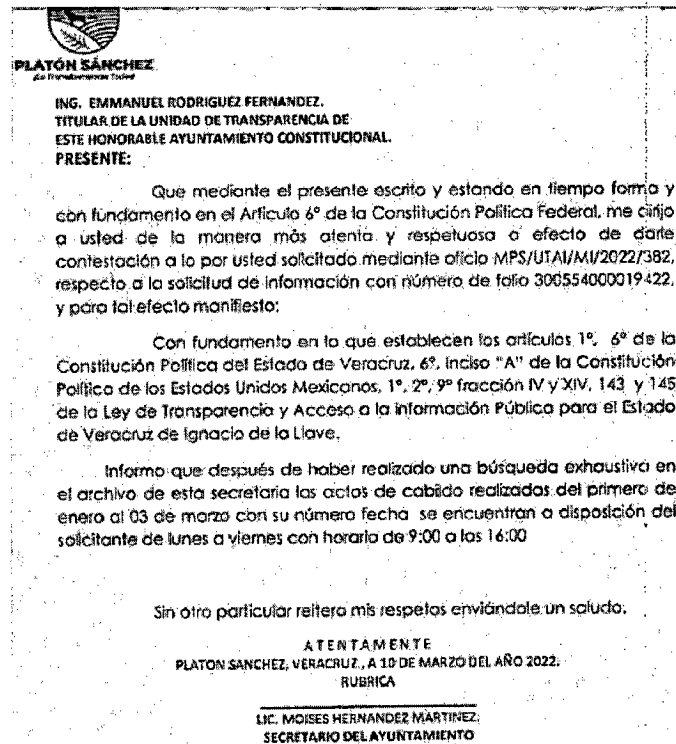 PLATÓN SÁNCHEZ
ING. EMMANUEL RODRIGUEZ FERNANDEZ.
TITULAR DE LA UNIDAD DE TRANSPARENCIA DE
ESTE HONORABLE AYUNTAMIENTO CONSTITUCIONAL.
PRESENTE:
Que mediante el presente escrito y estando en tiempo forma y
con fundamento en el Artículo 6º de la Constitución Política Federal, me dirijo
a usted de la manera más atenta y respetuosa a efecto de darle
contestación a lo por usted solicitado mediante oficio MPS/UTAI/MI/2022/382,
respecto a la solicitud de información con número de folio 300554000019422,
y para tal efecto manifiesto:
Con fundamento en lo que establecen los artículos 1º, 6º de la
Constitución Política del Estado de Veracruz, 6º, inciso "A" de la Constitución
Política de los Estados Unidos Mexicanos, 1º, 2º, 9º fracción IV y XIV, 143 y 145
de la Ley de Transparencia y Acceso a la Información Pública para el Estado
de Veracruz de Ignacio de la Llave.
Informo que después de haber realizado una búsqueda exhaustiva en
el archivo de esta secretaria las actas de cabildo realizadas del primero de
enero al 03 de marzo con su número fecha se encuentran a disposición del
solicitante de lunes a viernes con horario de 9:00 a las 16:00
Sin otro particular reitero mis respetos enviándole un saludo.
ATENTAMENTE
PLATON SANCHEZ, VERACRUZ., A 10 DE MARZO DEL AÑO 2022.
RUBRICA
LIC. MOISES HERNANDEZ MARTINEZ.
SECRETARIO DEL AYUNTAMIENTO